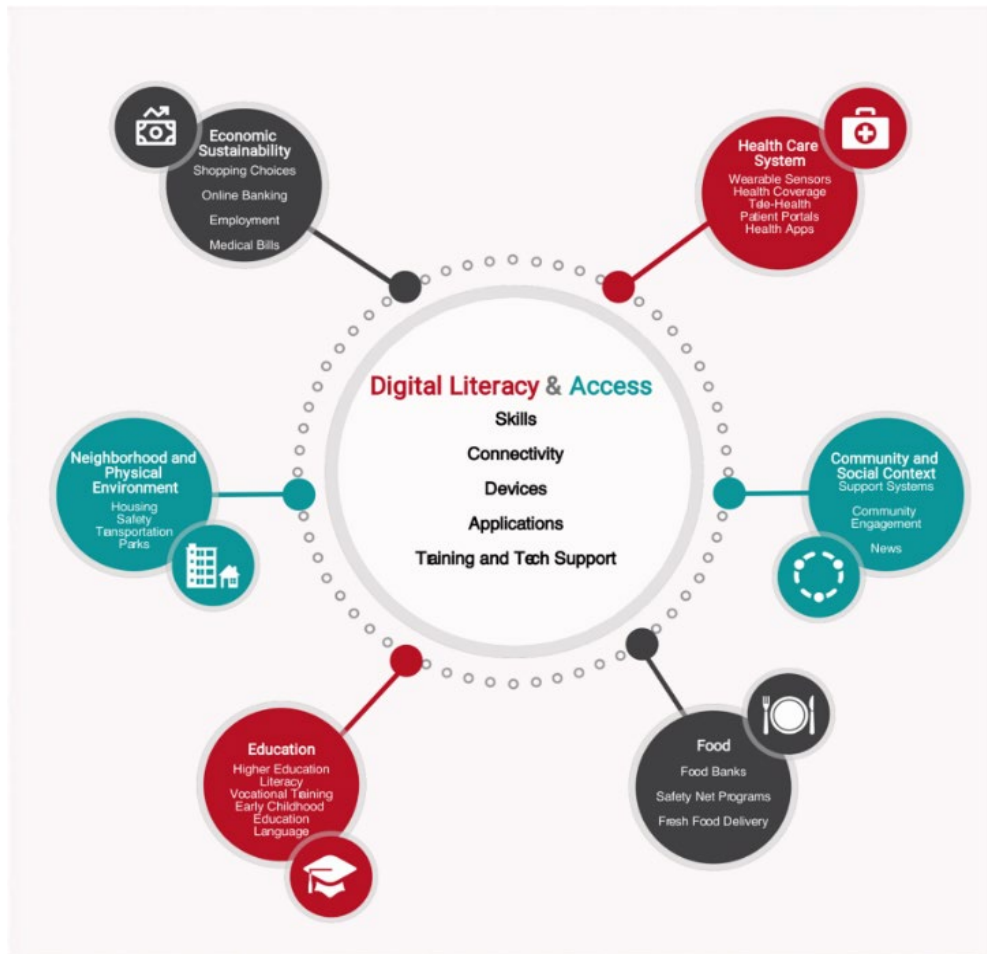 Economic
Sustainability
Shopping Choices
Online Banking
Employment
Medical Bills
Health Care
System
Wearable Sensors
Health Coverage
Tele-Health
Patient Portals
Health Apps
Digital Literacy & Access
Skills
Connectivity
Devices
Applications
Training and Tech Support
Neighborhood and
Physical
Environment
Housing
Safety
Transportation
Parks
Community and
Social Context
Support Systems
Community
Engagement
News
Education
Higher Education
Literacy
Vocational Training
Early Childhood
Education
Language
Food
Food Banks
Safety Net Programs
Fresh Food Delivery